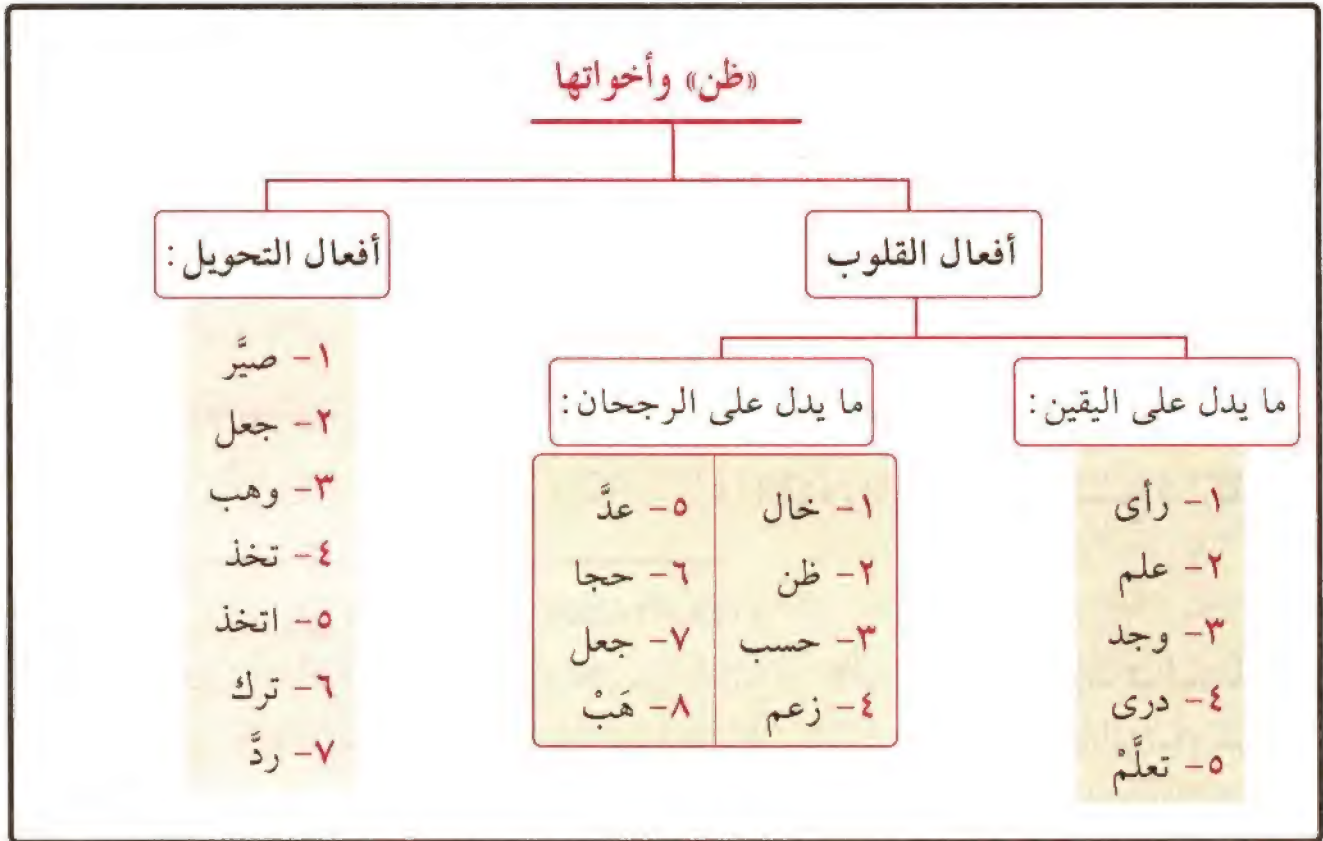 «ظن» وأخواتها
أفعال القلوب
أفعال التحويل:
ما يدل على اليقين:
١- رأى
٢- علم
٣- وجد
٤- درى
٥- تعلَّمْ
ما يدل على الرجحان:
١- خال
٢- ظن
٣- حسب
٤- زعم
٥- عدَّ
٦- حجا
٧- جعل
٨- هَبْ
١- صيَّر
٢- جعل
٣- وهب
٤- تخذ
٥- اتخذ
٦- ترك
٧- ردَّ